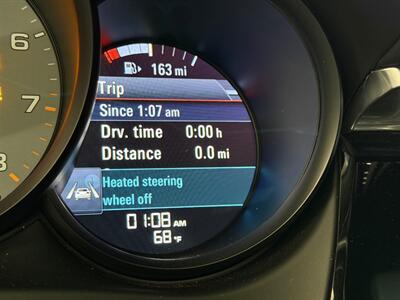 6
7
8
163 mi
Trip
Since 1:07 am
Drv. time 0:00 h
Distance 0.0 mi
Heated steering
wheel off
01:08 AM
68 °F